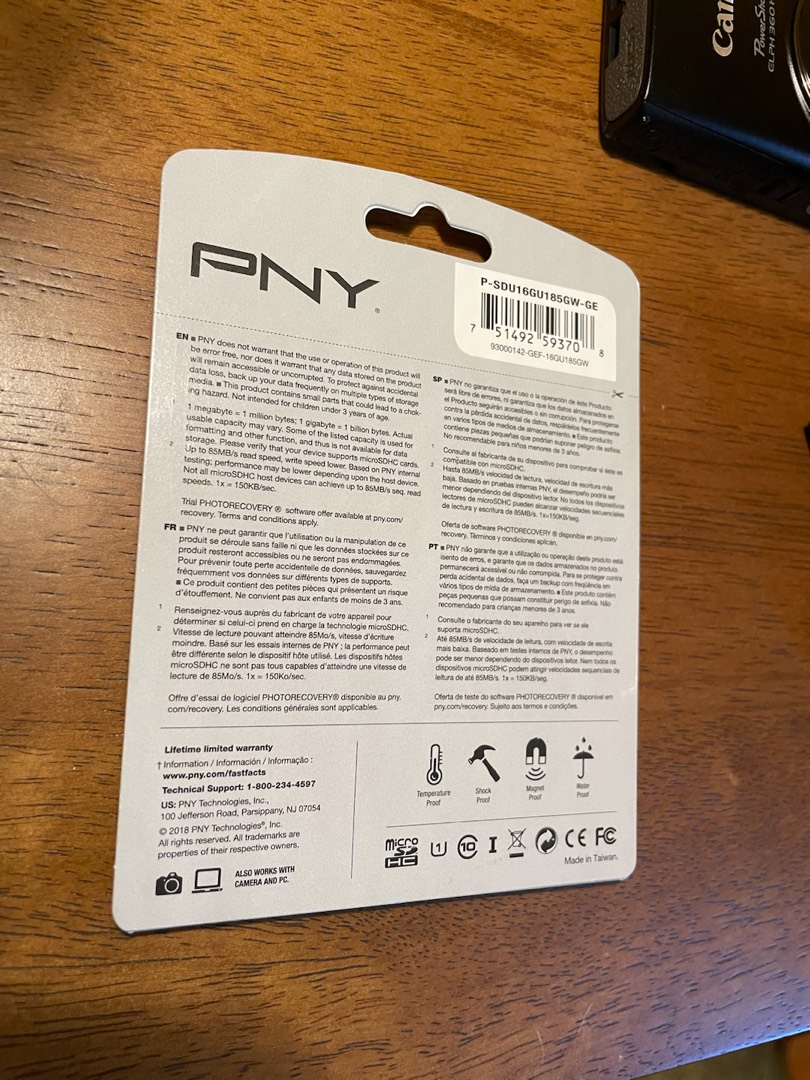 Can
PowerSho
ELPH 360 H
PNY
®
P-SDU16GU185GW-GE
7 51492 59370 8
93000142-GEF-16GU185GW
EN ■ PNY does not warrant that the use or operation of this product will
be error free, nor does it warrant that any data stored on the product
will remain accessible or uncorrupted. To protect against accidental
data loss, back up your data frequently on multiple types of storage
media. ■ This product contains small parts that could lead to a chok-
ing hazard. Not intended for children under 3 years of age.
1 1 megabyte = 1 million bytes; 1 gigabyte = 1 billion bytes. Actual
usable capacity may vary. Some of the listed capacity is used for
formatting and other function, and thus is not available for data
storage. Please verify that your device supports microSDHC cards.
2 Up to 85MB/s read speed, write speed lower. Based on PNY internal
testing; performance may be lower depending upon the host device.
Not all microSDHC host devices can achieve up to 85MB/s seq. read
speeds. 1x = 150KB/sec.
Trial PHOTORECOVERY ® software offer available at pny.com/
recovery. Terms and conditions apply.
FR ■ PNY ne peut garantir que l'utilisation ou la manipulation de ce
produit se déroule sans faille ni que les données stockées sur ce
produit resteront accessibles ou ne seront pas endommagées.
Pour prévenir toute perte accidentelle de données, sauvegardez
fréquemment vos données sur différents types de supports.
■ Ce produit contient des petites pièces qui présentent un risque
d'étouffement. Ne convient pas aux enfants de moins de 3 ans.
1 Renseignez-vous auprès du fabricant de votre appareil pour
déterminer si celui-ci prend en charge la technologie microSDHC.
2 Vitesse de lecture pouvant atteindre 85Mo/s, vitesse d'écriture
moindre. Basé sur les essais internes de PNY : la performance peut
être différente selon le dispositif hôte utilisé. Les dispositifs hôtes
microSDHC ne sont pas tous capables d'atteindre une vitesse de
lecture de 85Mo/s. 1x = 150Ko/sec.
Offre d'essai de logiciel PHOTORECOVERY® disponible au pny.
com/recovery. Les conditions générales sont applicables.
SP ■ PNY no garantiza que el uso o la operación de este Producto
será libre de errores, ni garantiza que los datos almacenados en
el Producto seguirán accesibles o sin corrupción. Para protegerse
contra la pérdida accidental de datos, respáldelos frecuentemente
en varios tipos de medios de almacenamiento. ■ Este producto
contiene piezas pequeñas que podrían suponer peligro de asfixia.
No recomendable para niños menores de 3 años.
1 Consulte al fabricante de su dispositivo para comprobar si éste es
compatible con microSDHC.
2 Hasta 85MB/s velocidad de lectura, velocidad de escritura más
baja. Basado en pruebas internas PNY, el desempeño podría ser
menor dependiendo del dispositivo lector. No todos los dispositivos
lectores de microSDHC pueden alcanzar velocidades secuenciales
de lectura y escritura de 85MB/s. 1x=150KB/seg.
Oferta de software PHOTORECOVERY ® disponible en pny.com/
recovery. Términos y condiciones aplican.
PT ■ PNY não garante que a utilização ou operação deste produto está
isento de erros, e garante que os dados armazenados no produto
permanecerá acessível ou não corrompida. Para se proteger contra
perda acidental de dados, faça um backup com freqüência em
vários tipos de mídia de armazenamento. ■ Este produto contém
peças pequenas que possam constituir perigo de asfixia. Não
recomendado para crianças menores de 3 anos.
1 Consulte o fabricante do seu aparelho para ver se ele
suporta microSDHC.
2 Até 85MB/s de velocidade de leitura, com velocidade de escrita
mais baixa. Baseado em testes internos de PNY, o desempenho
pode ser menor dependendo do dispositivos leitor. Nem todos os
dispositivos microSDHC podem atingir velocidades sequenciais de
leitura de até 85MB/s. 1x = 150KB/seg.
Oferta de teste do software PHOTORECOVERY ® disponível em
pny.com/recovery. Sujeito aos termos e condições.
Lifetime limited warranty
† Information / Información / Informação :
www.pny.com/fastfacts
Technical Support: 1-800-234-4597
US: PNY Technologies, Inc.,
100 Jefferson Road, Parsippany, NJ 07054
© 2018 PNY Technologies®, Inc.
All rights reserved. All trademarks are
properties of their respective owners.
ALSO WORKS WITH
CAMERA AND PC.
Temperature
Proof
Shock
Proof
Magnet
Proof
Water
Proof
micro
SD
HC
1
10
I
CE
FC
Made in Taiwan.